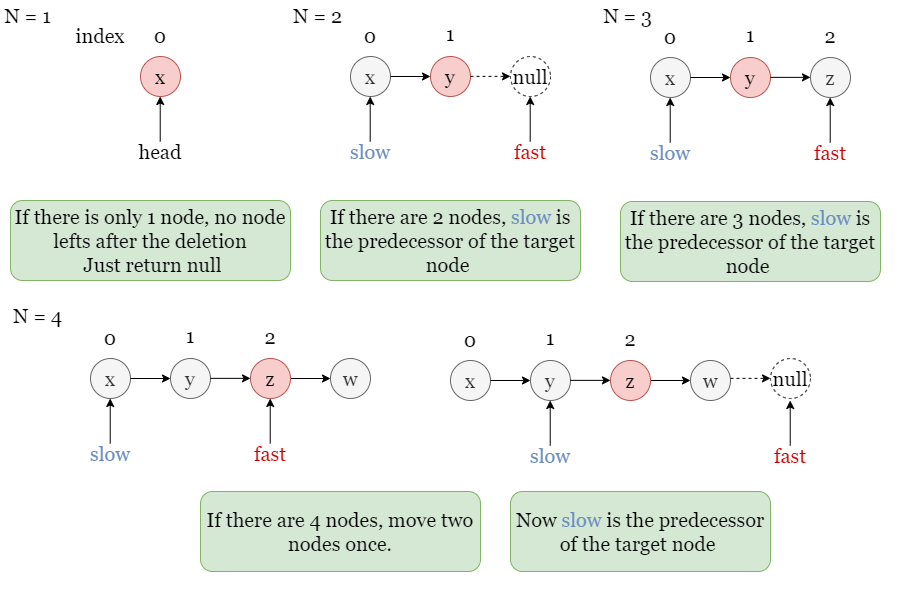 N = 1
N = 2
N = 3
index 0
0 1
0 1 2
x
x y null
x y z
head
slow fast
slow fast
If there is only 1 node, no node
lefts after the deletion
Just return null
If there are 2 nodes, slow is
the predecessor of the target
node
If there are 3 nodes, slow is
the predecessor of the target
node
N = 4
0 1 2
x y z w
slow fast
0 1 2
x y z w null
slow fast
If there are 4 nodes, move two
nodes once.
Now slow is the predecessor
of the target node